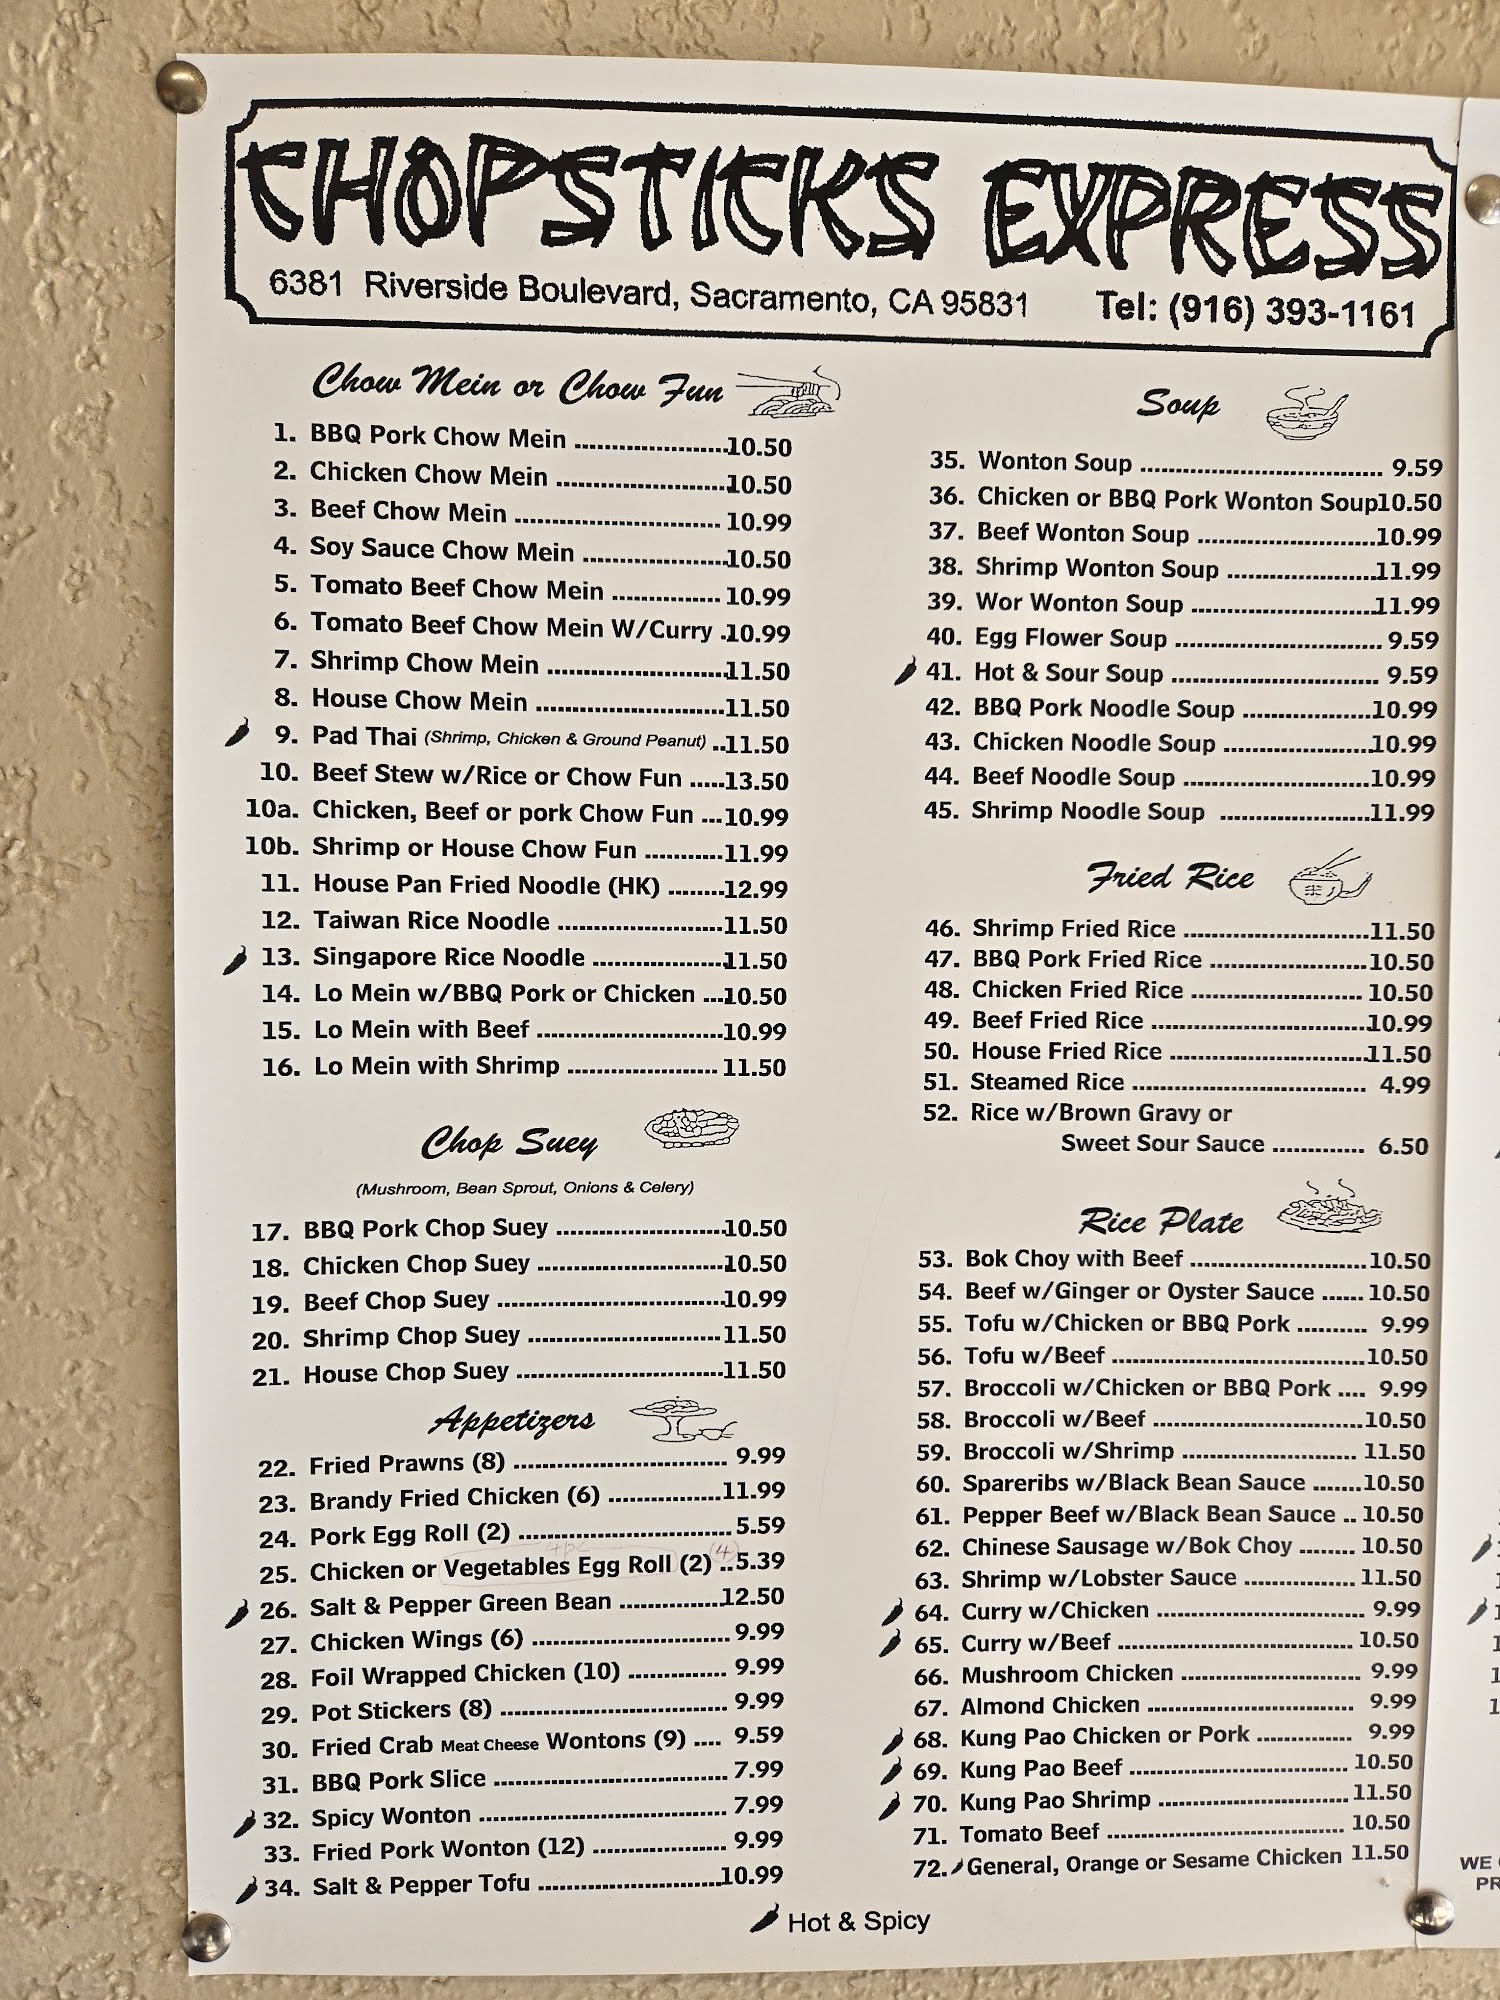 CHOPSTICKS EXPRESS
6381 Riverside Boulevard, Sacramento, CA 95831 Tel: (916) 393-1161
Chow Mein or Chow Fun
1. BBQ Pork Chow Mein ........................10.50
2. Chicken Chow Mein ..........................10.50
3. Beef Chow Mein .............................. 10.99
4. Soy Sauce Chow Mein ......................10.50
5. Tomato Beef Chow Mein ................. 10.99
6. Tomato Beef Chow Mein W/Curry .10.99
7. Shrimp Chow Mein ...........................11.50
8. House Chow Mein ............................11.50
9. Pad Thai (Shrimp, Chicken & Ground Peanut) ..11.50
10. Beef Stew w/Rice or Chow Fun .....13.50
10a. Chicken, Beef or pork Chow Fun ...10.99
10b. Shrimp or House Chow Fun ...........11.99
11. House Pan Fried Noodle (HK) ........12.99
12. Taiwan Rice Noodle ........................11.50
13. Singapore Rice Noodle ....................11.50
14. Lo Mein w/BBQ Pork or Chicken ...10.50
15. Lo Mein with Beef ...........................10.99
16. Lo Mein with Shrimp ...................... 11.50
Chop Suey
(Mushroom, Bean Sprout, Onions & Celery)
17. BBQ Pork Chop Suey ........................10.50
18. Chicken Chop Suey ...........................10.50
19. Beef Chop Suey .................................10.99
20. Shrimp Chop Suey ............................11.50
21. House Chop Suey ..............................11.50
Appetizers
22. Fried Prawns (8) ............................... 9.99
23. Brandy Fried Chicken (6) ................11.99
24. Pork Egg Roll (2) ...............................5.59
4pc (4)
25. Chicken or Vegetables Egg Roll (2) ..5.39
26. Salt & Pepper Green Bean ...............12.50
27. Chicken Wings (6) ............................. 9.99
28. Foil Wrapped Chicken (10) .............. 9.99
29. Pot Stickers (8) ................................. 9.99
30. Fried Crab Meat Cheese Wontons (9) .... 9.59
31. BBQ Pork Slice .................................. 7.99
32. Spicy Wonton .................................... 7.99
33. Fried Pork Wonton (12) .................... 9.99
34. Salt & Pepper Tofu ...........................10.99
Soup
35. Wonton Soup .................................. 9.59
36. Chicken or BBQ Pork Wonton Soup10.50
37. Beef Wonton Soup .........................10.99
38. Shrimp Wonton Soup .....................11.99
39. Wor Wonton Soup ..........................11.99
40. Egg Flower Soup ............................. 9.59
41. Hot & Sour Soup ............................. 9.59
42. BBQ Pork Noodle Soup ..................10.99
43. Chicken Noodle Soup .....................10.99
44. Beef Noodle Soup ..........................10.99
45. Shrimp Noodle Soup .....................11.99
Fried Rice
46. Shrimp Fried Rice ..........................11.50
47. BBQ Pork Fried Rice ......................10.50
48. Chicken Fried Rice ........................ 10.50
49. Beef Fried Rice ..............................10.99
50. House Fried Rice ............................11.50
51. Steamed Rice ................................. 4.99
52. Rice w/Brown Gravy or
Sweet Sour Sauce ............. 6.50
Rice Plate
53. Bok Choy with Beef .........................10.50
54. Beef w/Ginger or Oyster Sauce ...... 10.50
55. Tofu w/Chicken or BBQ Pork .......... 9.99
56. Tofu w/Beef ....................................10.50
57. Broccoli w/Chicken or BBQ Pork .... 9.99
58. Broccoli w/Beef ..............................10.50
59. Broccoli w/Shrimp ......................... 11.50
60. Spareribs w/Black Bean Sauce .......10.50
61. Pepper Beef w/Black Bean Sauce .. 10.50
62. Chinese Sausage w/Bok Choy ........ 10.50
63. Shrimp w/Lobster Sauce ................ 11.50
64. Curry w/Chicken .............................. 9.99
65. Curry w/Beef .................................. 10.50
66. Mushroom Chicken .......................... 9.99
67. Almond Chicken .............................. 9.99
68. Kung Pao Chicken or Pork .............. 9.99
69. Kung Pao Beef ................................ 10.50
70. Kung Pao Shrimp ............................ 11.50
71. Tomato Beef ................................... 10.50
72. General, Orange or Sesame Chicken 11.50
Hot & Spicy
WE
PR